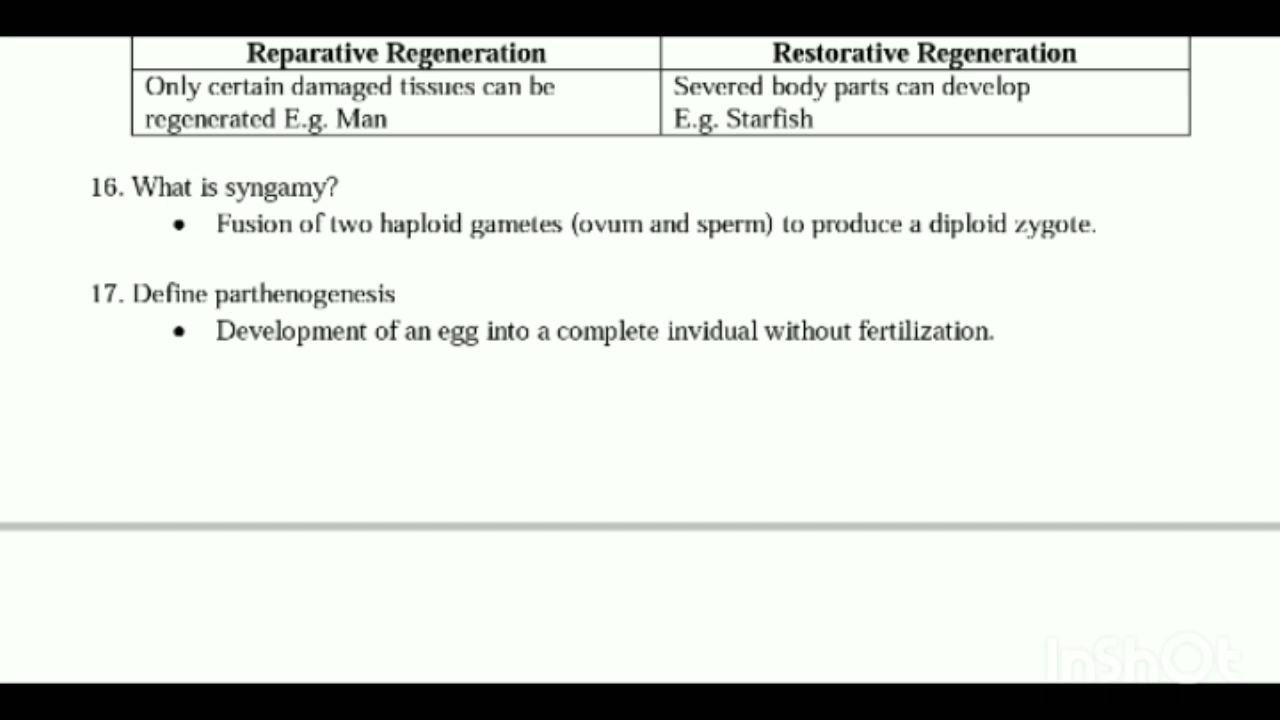 Reparative Regeneration Restorative Regeneration
Only certain damaged tissues can be Severed body parts can develop
regenerated E.g. Man E.g. Starfish
16. What is syngamy?
• Fusion of two haploid gametes (ovum and sperm) to produce a diploid zygote.
17. Define parthenogenesis
• Development of an egg into a complete invidual without fertilization.
InShOt